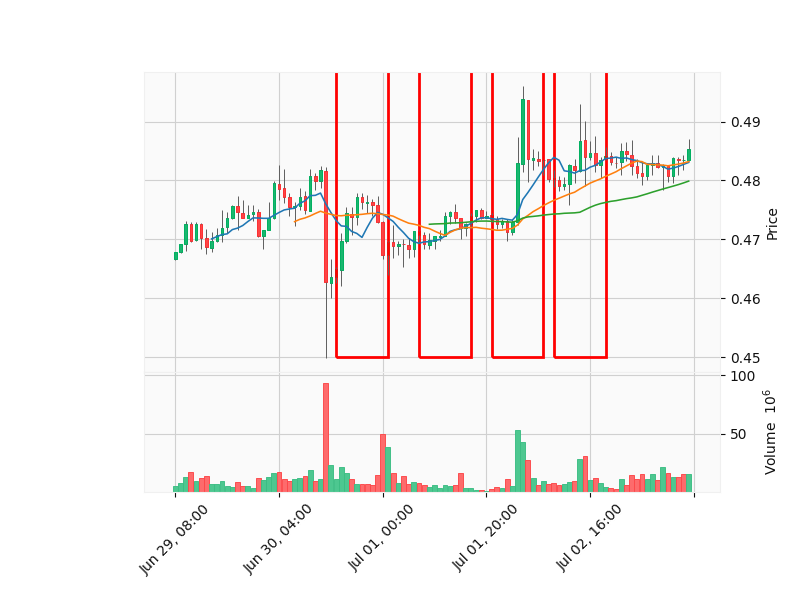 0.49
0.48
0.47
0.46
0.45
Price
100
50
Volume 10^6
Jun 29, 08:00
Jun 30, 04:00
Jul 01, 00:00
Jul 01, 20:00
Jul 02, 16:00